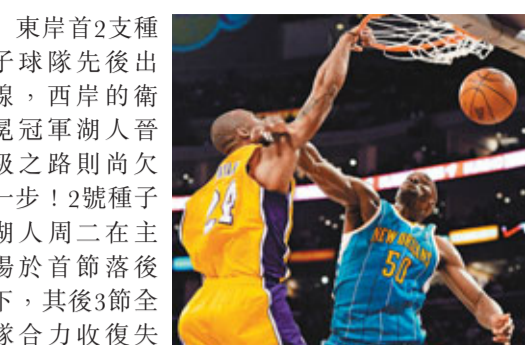 東岸首2支種
子球隊先後出
線，西岸的衛
冕冠軍湖人晉
級之路則尚欠
一步！2號種子
湖人周二在主
場於首節落後
下，其後3節全
隊合力收復失
24
NEW ORLEANS
50